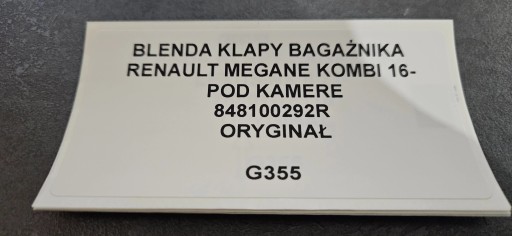 BLENDA KLAPY BAGAŻNIKA
RENAULT MEGANE KOMBI 16-
POD KAMERE
848100292R
ORYGINAŁ
G355